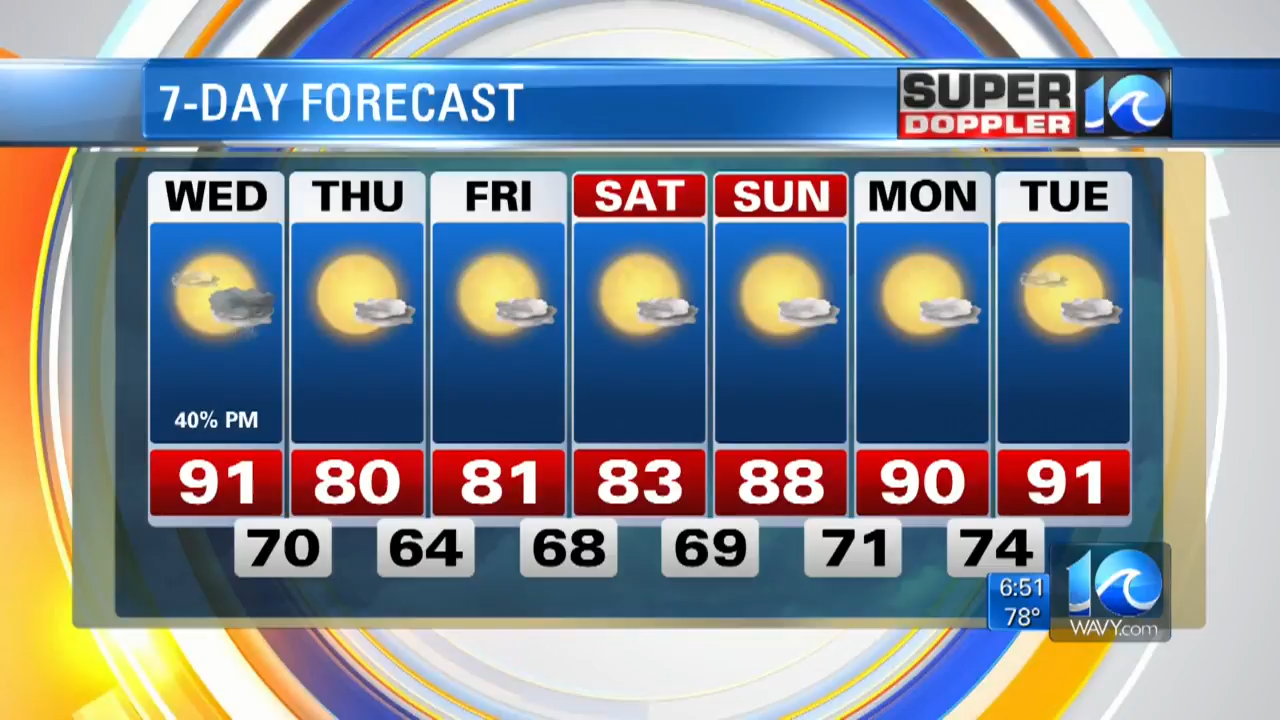 7-DAY FORECAST
SUPER
DOPPLER
10
WED THU FRI SAT SUN MON TUE
40% PM
91 80 81 83 88 90 91
70 64 68 69 71 74
6:51
78°
10
WAVY.com